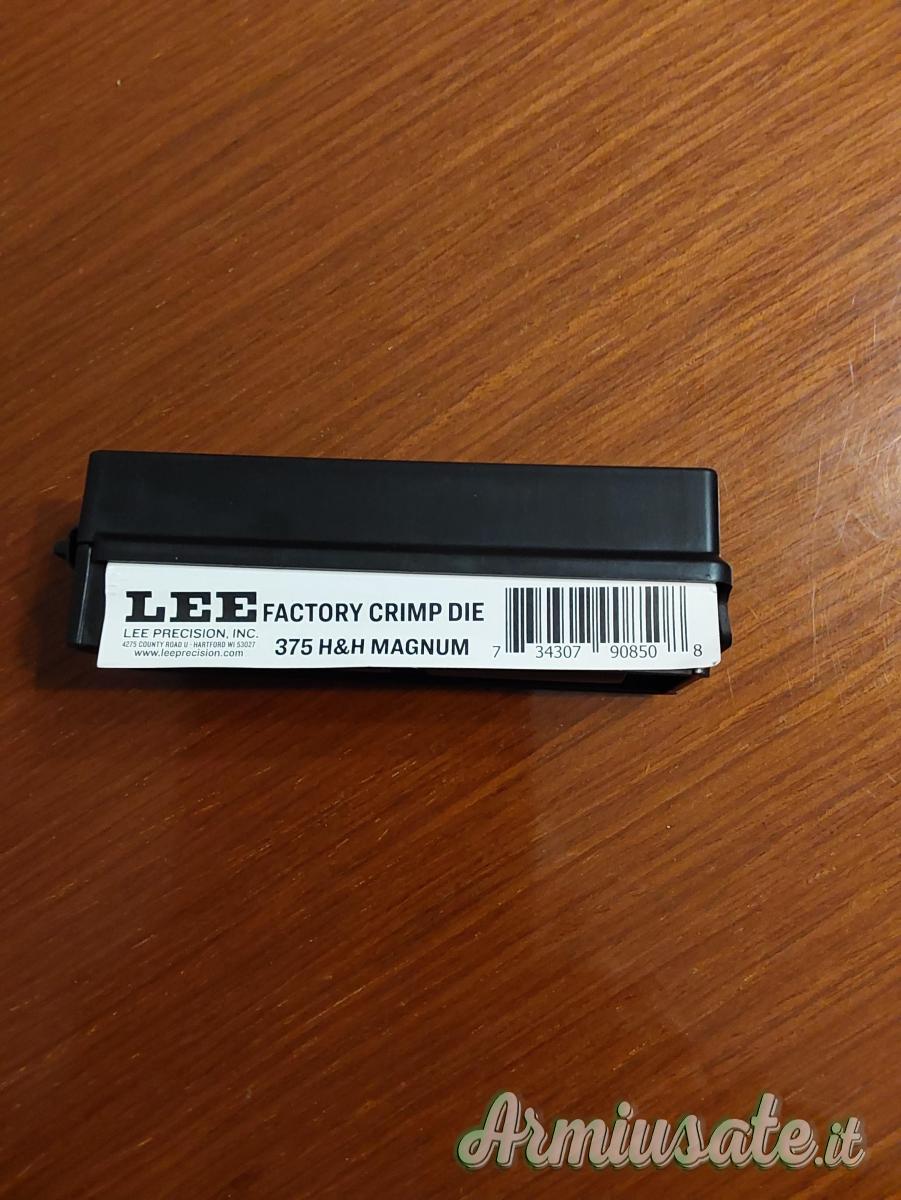 LEE FACTORY CRIMP DIE
LEE PRECISION, INC.
4275 COUNTY ROAD U · HARTFORD WI 53027
www.leeprecision.com
375 H&H MAGNUM
7 34307 90850 8
Armiusate.it